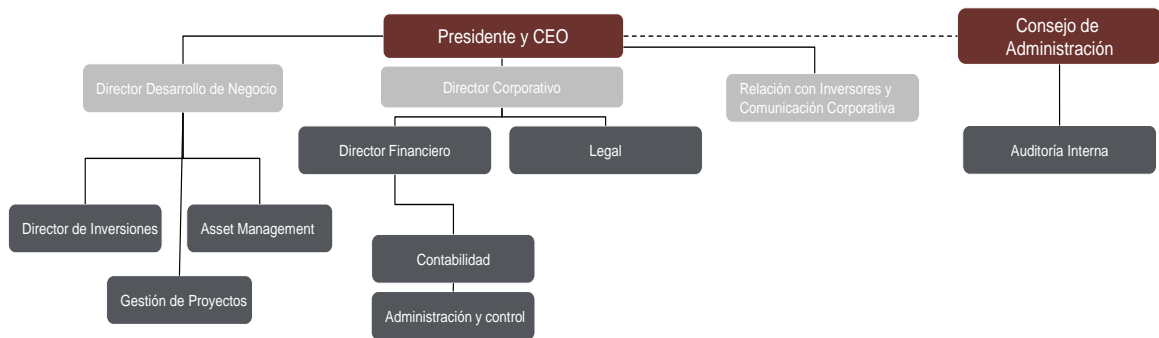 Presidente y CEO
Consejo de
Administración
Director Desarrollo de Negocio
Director Corporativo
Relación con Inversores y
Comunicación Corporativa
Director Financiero
Legal
Auditoría Interna
Director de Inversiones
Asset Management
Contabilidad
Gestión de Proyectos
Administración y control